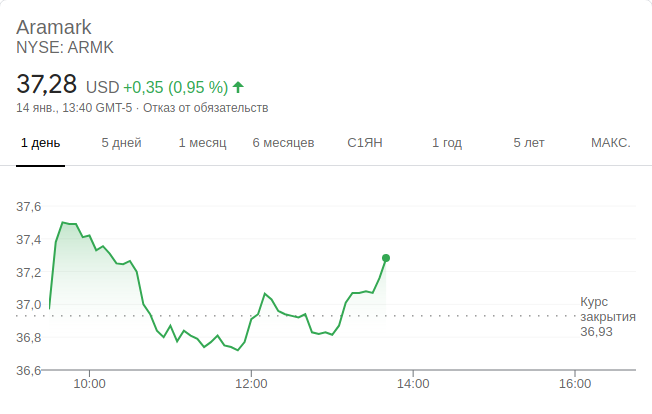 Aramark
NYSE: ARMK
37,28 USD +0,35 (0,95 %)
14 янв., 13:40 GMT-5 · Отказ от обязательств
1 день 5 дней 1 месяц 6 месяцев С1ЯН 1 год 5 лет МАКС.
37,6
37,4
37,2
37,0
36,8
36,6
Курс
закрытия
36,93
10:00 12:00 14:00 16:00